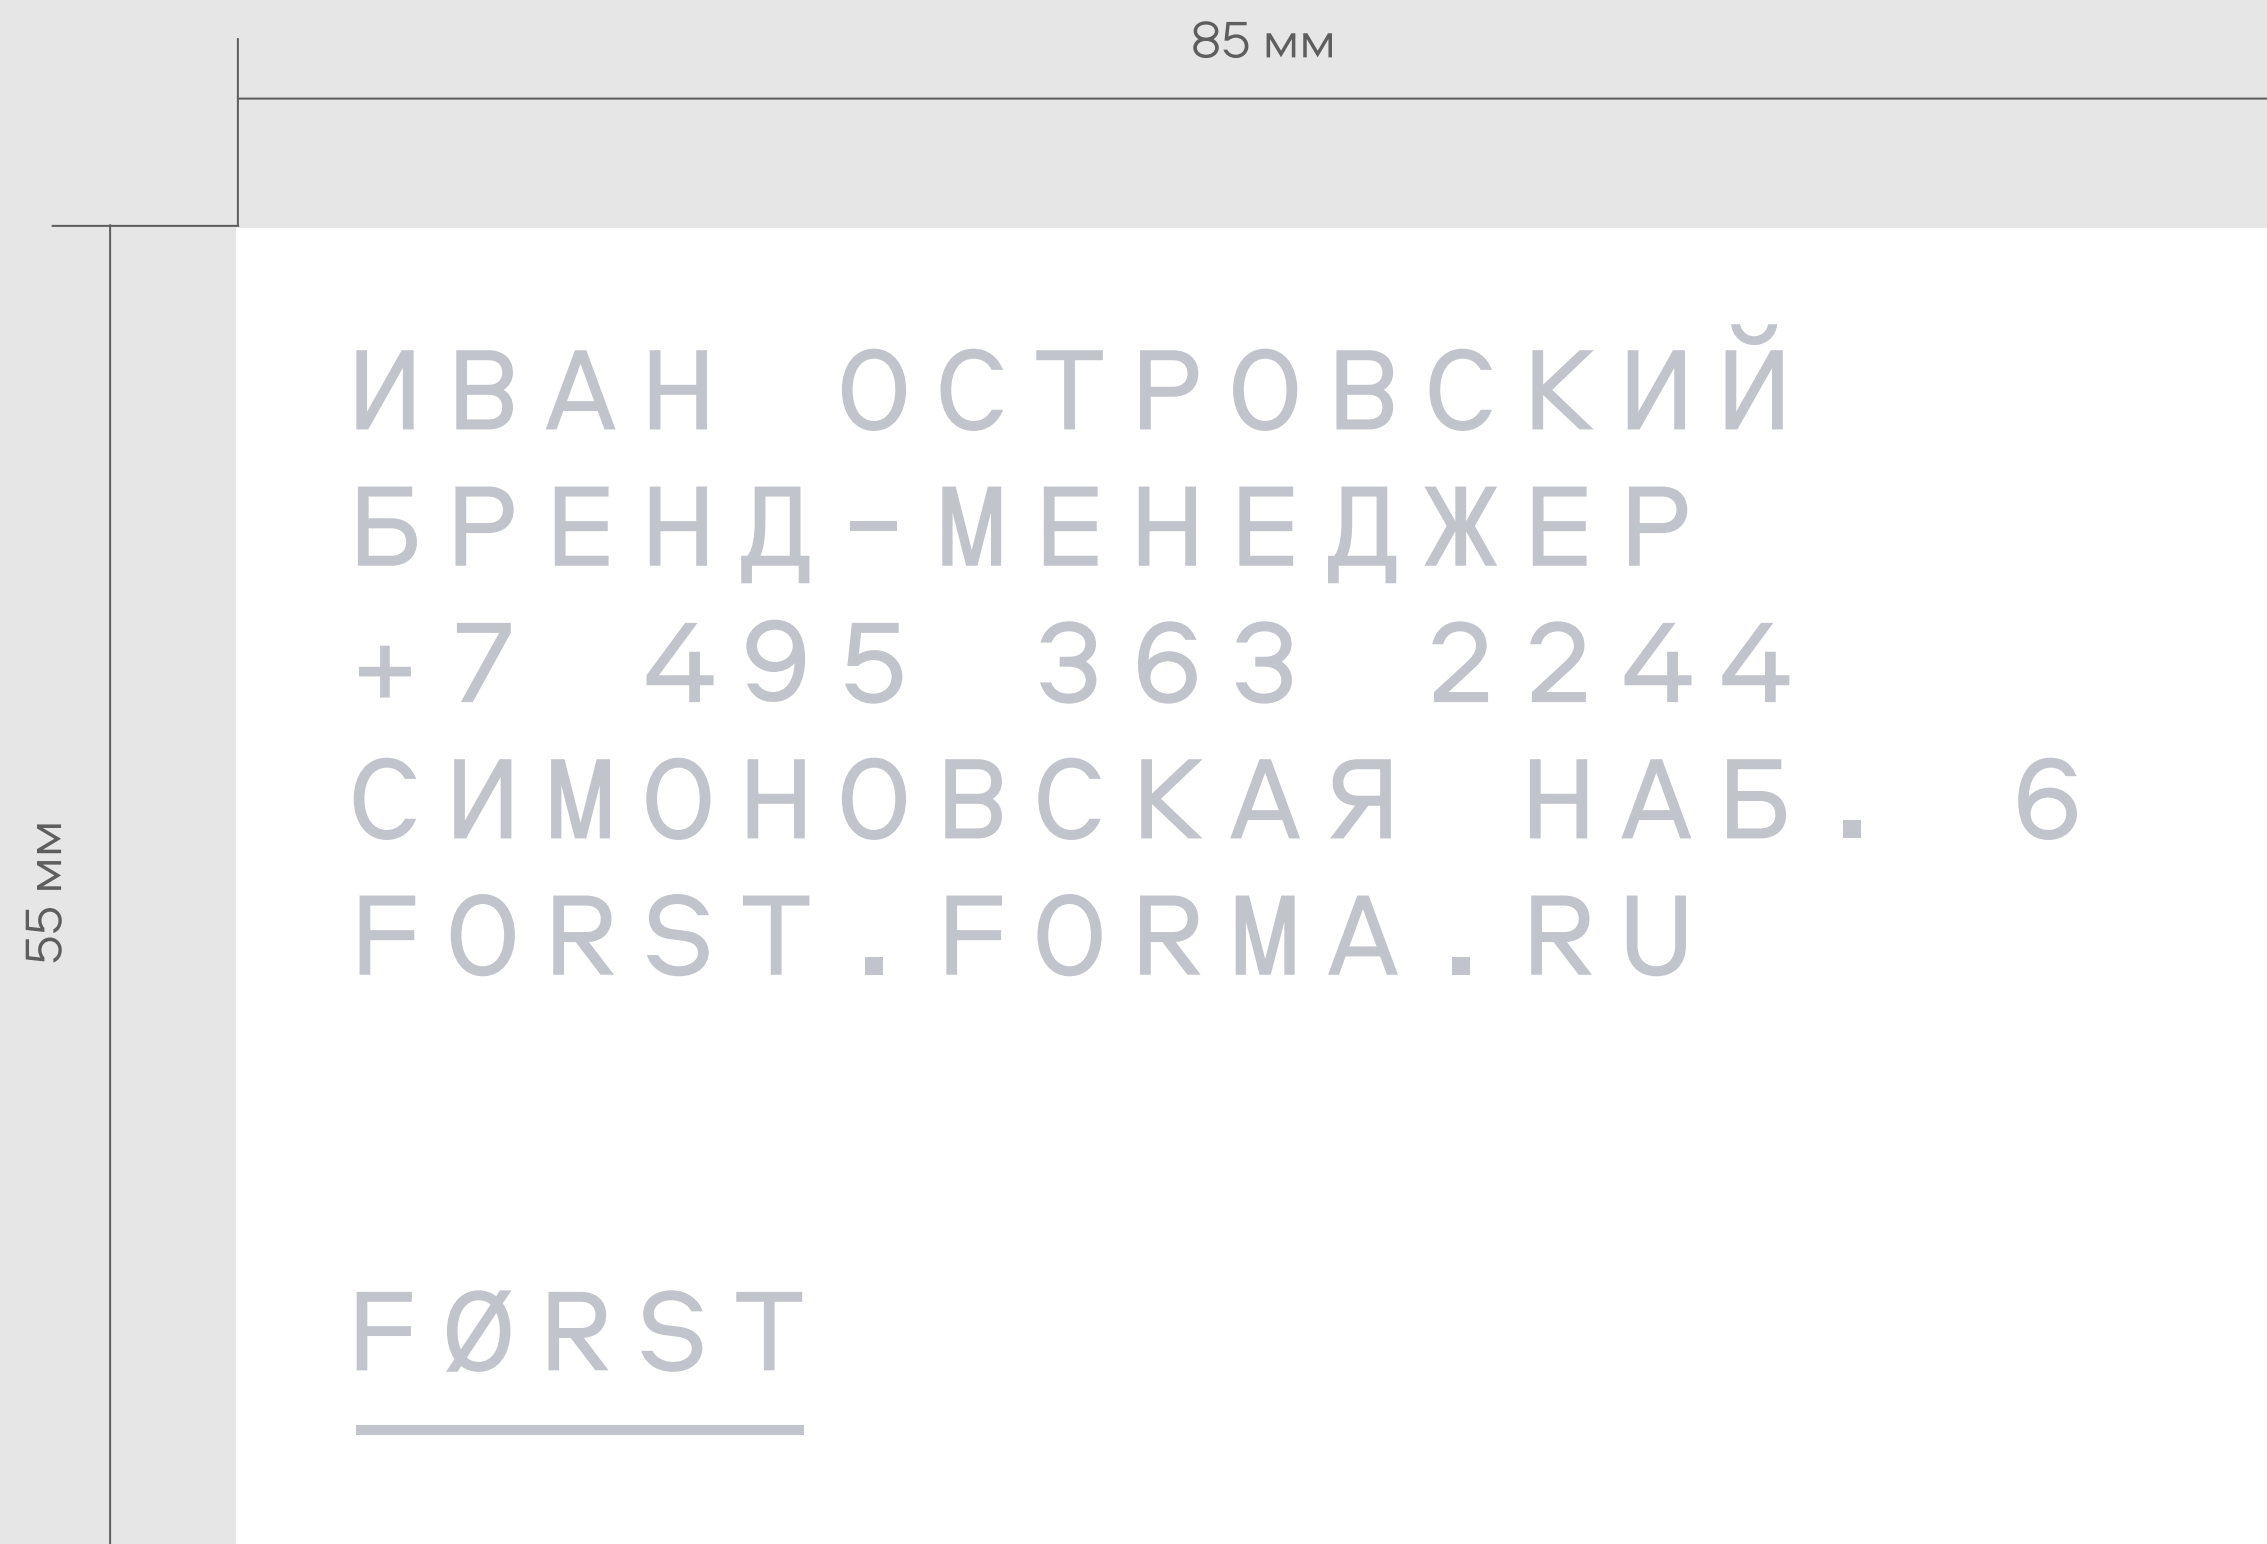 85 мм
55 мм
ИВАН ОСТРОВСКИЙ
БРЕНД-МЕНЕДЖЕР
+7 495 363 2244
СИМОНОВСКАЯ НАБ. 6
FORST.FORMA.RU
FØRST